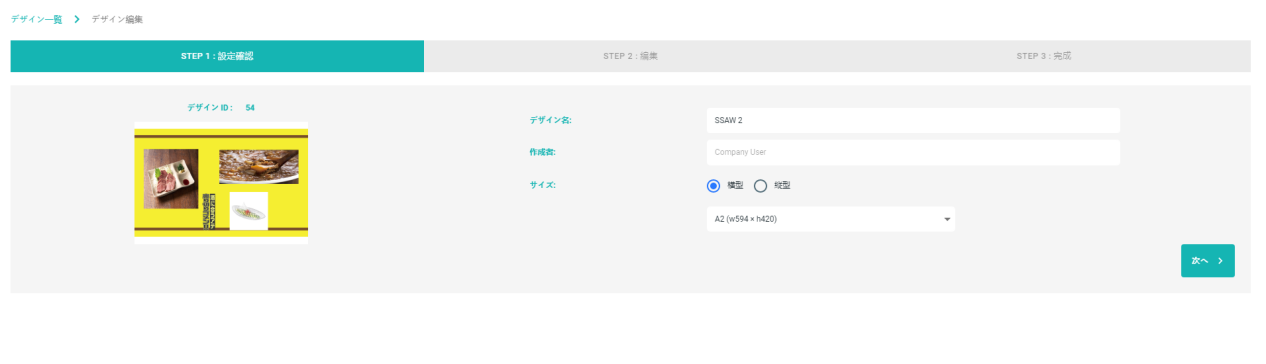 デザイン一覧 > デザイン編集
STEP 1 : 設定確認
STEP 2 : 編集
STEP 3 : 完成
デザイン ID : 54
デザイン名:
SSAW 2
作成者:
Company User
サイズ:
横型
縦型
A2 (w594 × h420)
次へ >